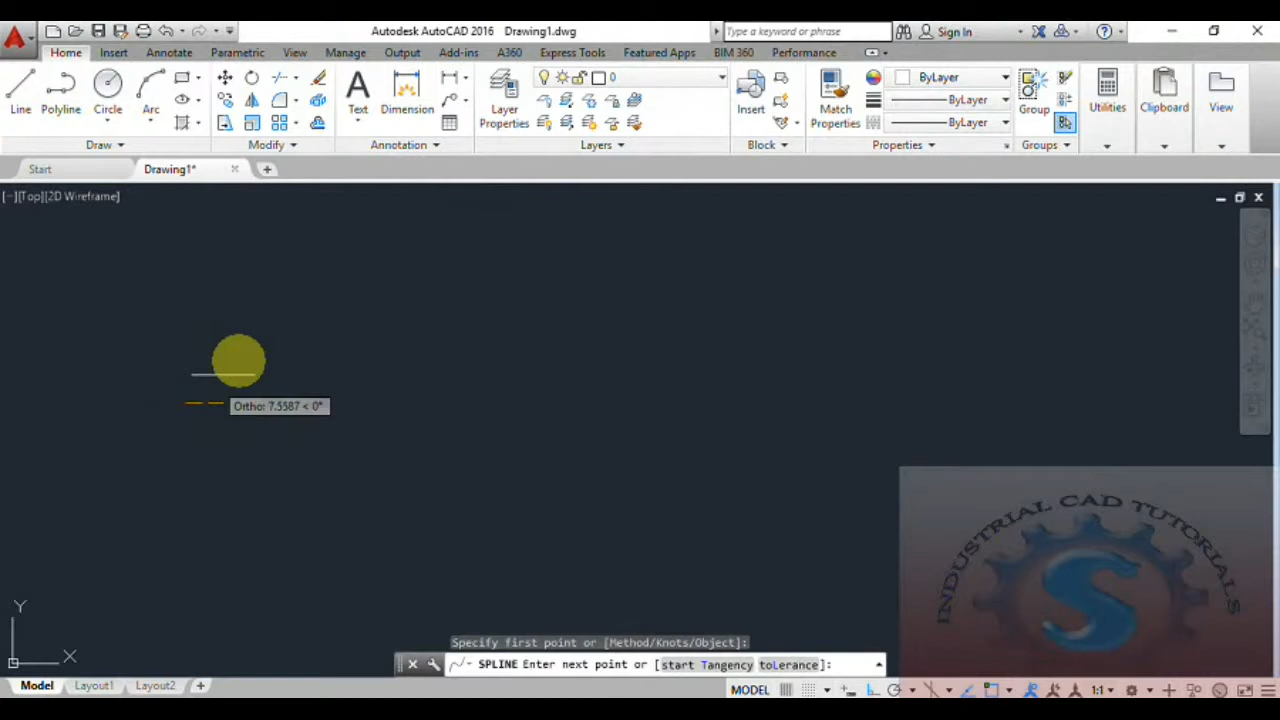 Autodesk AutoCAD 2016 Drawing1.dwg
Type a keyword or phrase
Sign In
Home Insert Annotate Parametric View Manage Output Add-ins A360 Express Tools Featured Apps BIM 360 Performance
0
ByLayer
ByLayer
ByLayer
Line Polyline Circle Arc
Text Dimension
Layer
Properties
Insert
Match
Properties
Group
Utilities Clipboard View
Draw Modify Annotation Layers Block Properties Groups
Start Drawing1*
[−][Top][2D Wireframe]
Ortho: 7.5587 < 0°
INDUSTRIAL CAD TUTORIALS
S
Y
X
Specify first point or [Method/Knots/Object]:
SPLINE Enter next point or [start Tangency toLerance]:
Model Layout1 Layout2
MODEL
1:1